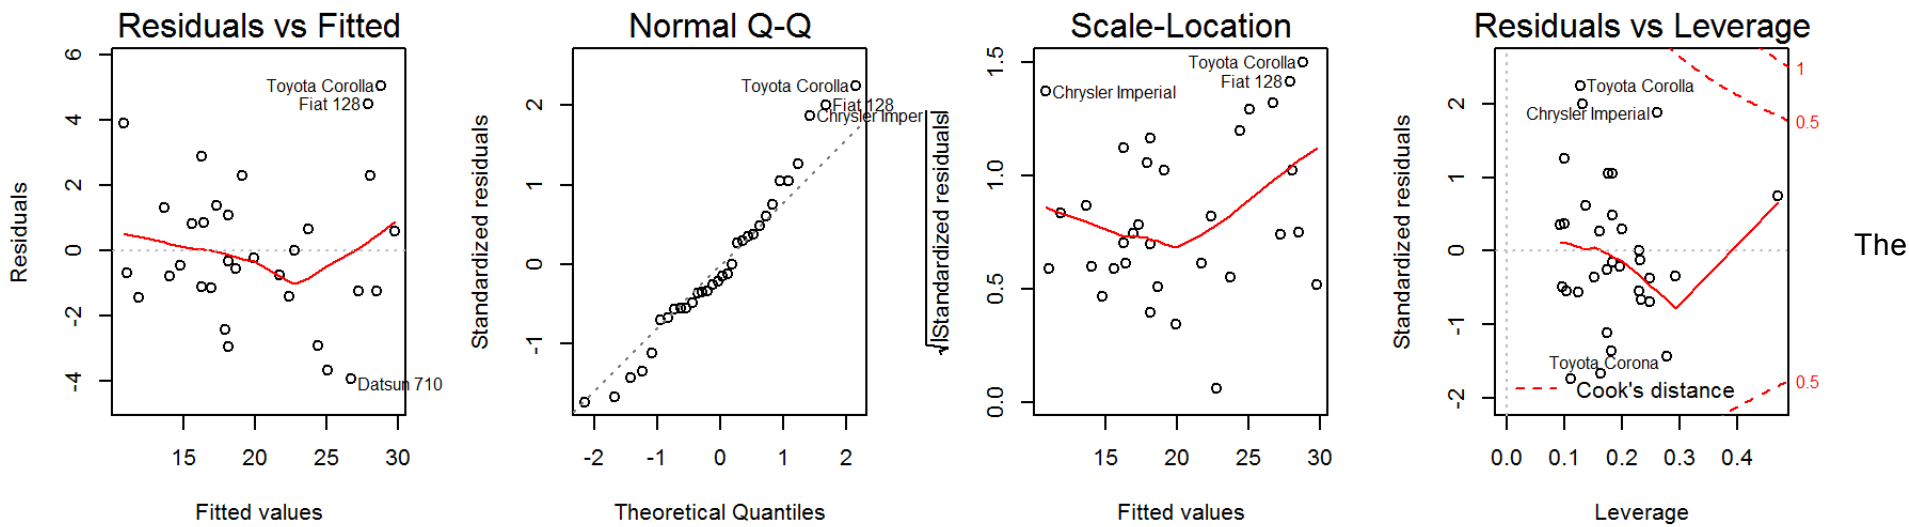 Residuals vs Fitted
Residuals
6
4
2
0
-2
-4
Toyota Corolla
Fiat 128
Datsun 710
15 20 25 30
Fitted values
Normal Q-Q
Standardized residuals
2
1
0
-1
Toyota Corolla
Fiat 128
Chrysler Imper
-2 -1 0 1 2
Theoretical Quantiles
Scale-Location
√|Standardized residuals|
1.5
1.0
0.5
0.0
Toyota Corolla
Fiat 128
Chrysler Imperial
15 20 25 30
Fitted values
Residuals vs Leverage
Standardized residuals
2
1
0
-1
-2
Toyota Corolla
Chrysler Imperial
Toyota Corona
Cook's distance
1
0.5
0.5
0.0 0.1 0.2 0.3 0.4
Leverage
The